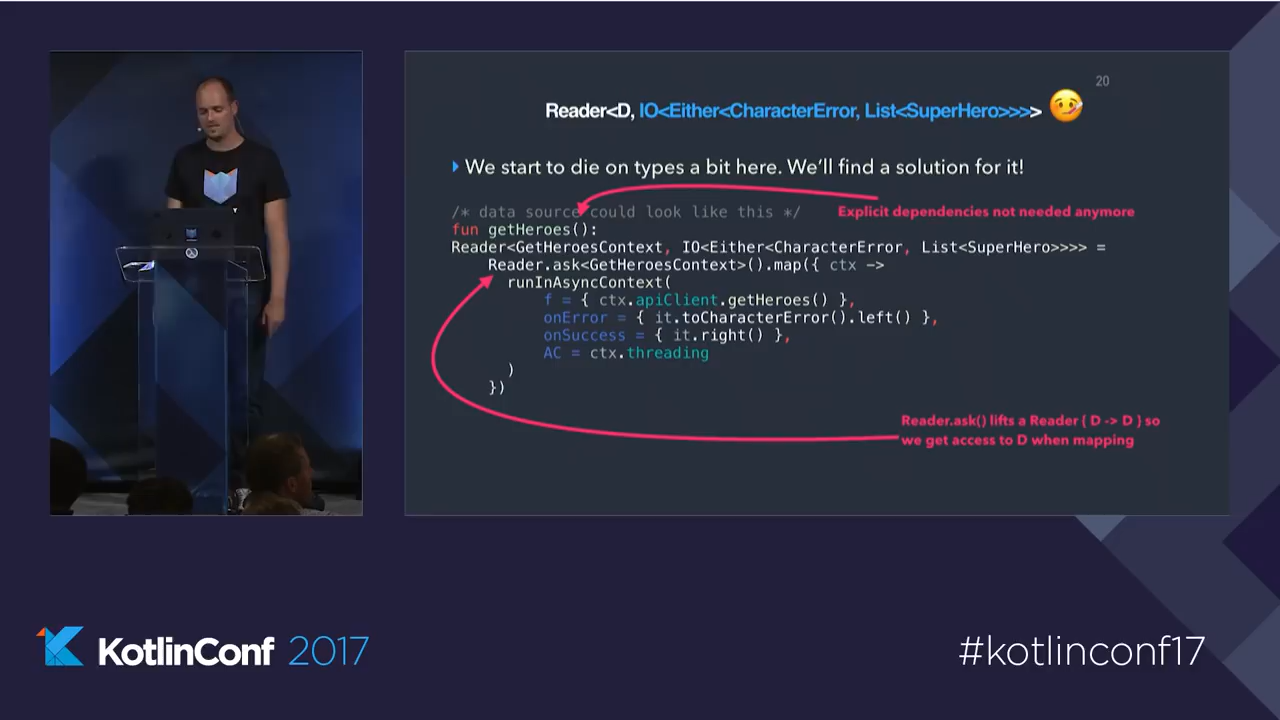 20
Reader<D, IO<Either<CharacterError, List<SuperHero>>>>
We start to die on types a bit here. We'll find a solution for it!
/* data source could look like this */
Explicit dependencies not needed anymore
fun getHeroes():
Reader<GetHeroesContext, IO<Either<CharacterError, List<SuperHero>>>> =
Reader.ask<GetHeroesContext>().map({ ctx ->
runInAsyncContext(
f = { ctx.apiClient.getHeroes() },
onError = { it.toCharacterError().left() },
onSuccess = { it.right() },
AC = ctx.threading
)
})
Reader.ask() lifts a Reader { D -> D } so
we get access to D when mapping
KotlinConf 2017
#kotlinconf17